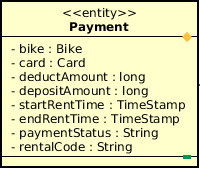 <<entity>>
Payment
- bike : Bike
- card : Card
- deductAmount : long
- depositAmount : long
- startRentTime : TimeStamp
- endRentTime : TimeStamp
- paymentStatus : String
- rentalCode : String